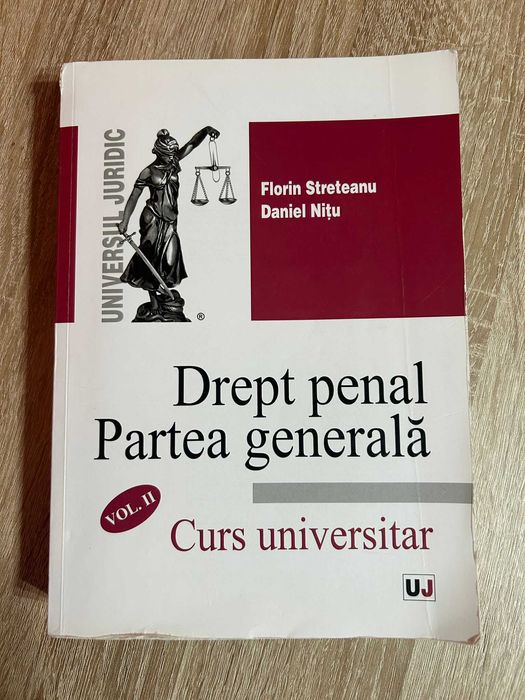 UNIVERSUL JURIDIC
®
Florin Streteanu
Daniel Nițu
Drept penal
Partea generală
VOL. II
Curs universitar
UJ